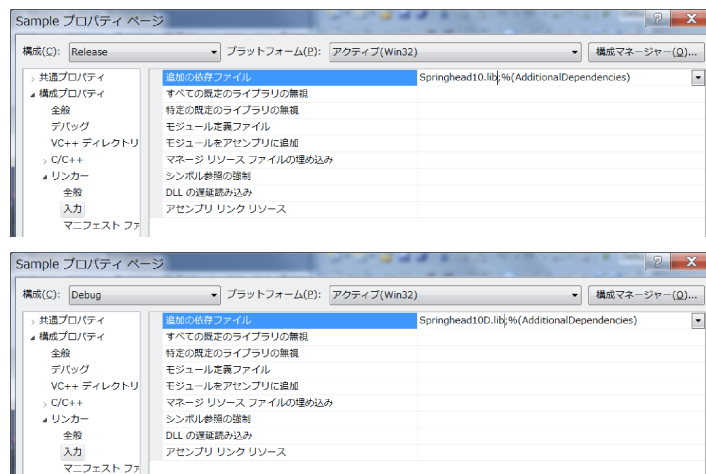 Sample プロパティ ページ
構成(C): Release プラットフォーム(P): アクティブ(Win32) 構成マネージャー(O)...
共通プロパティ
構成プロパティ
全般
デバッグ
VC++ ディレクトリ
C/C++
リンカー
全般
入力
マニフェスト ファ
追加の依存ファイル Springhead10.lib;%(AdditionalDependencies)
すべての既定のライブラリの無視
特定の既定のライブラリの無視
モジュール定義ファイル
モジュールをアセンブリに追加
マネージ リソース ファイルの埋め込み
シンボル参照の強制
DLL の遅延読み込み
アセンブリ リンク リソース
Sample プロパティ ページ
構成(C): Debug プラットフォーム(P): アクティブ(Win32) 構成マネージャー(O)...
共通プロパティ
構成プロパティ
全般
デバッグ
VC++ ディレクトリ
C/C++
リンカー
全般
入力
マニフェスト ファ
追加の依存ファイル Springhead10D.lib;%(AdditionalDependencies)
すべての既定のライブラリの無視
特定の既定のライブラリの無視
モジュール定義ファイル
モジュールをアセンブリに追加
マネージ リソース ファイルの埋め込み
シンボル参照の強制
DLL の遅延読み込み
アセンブリ リンク リソース